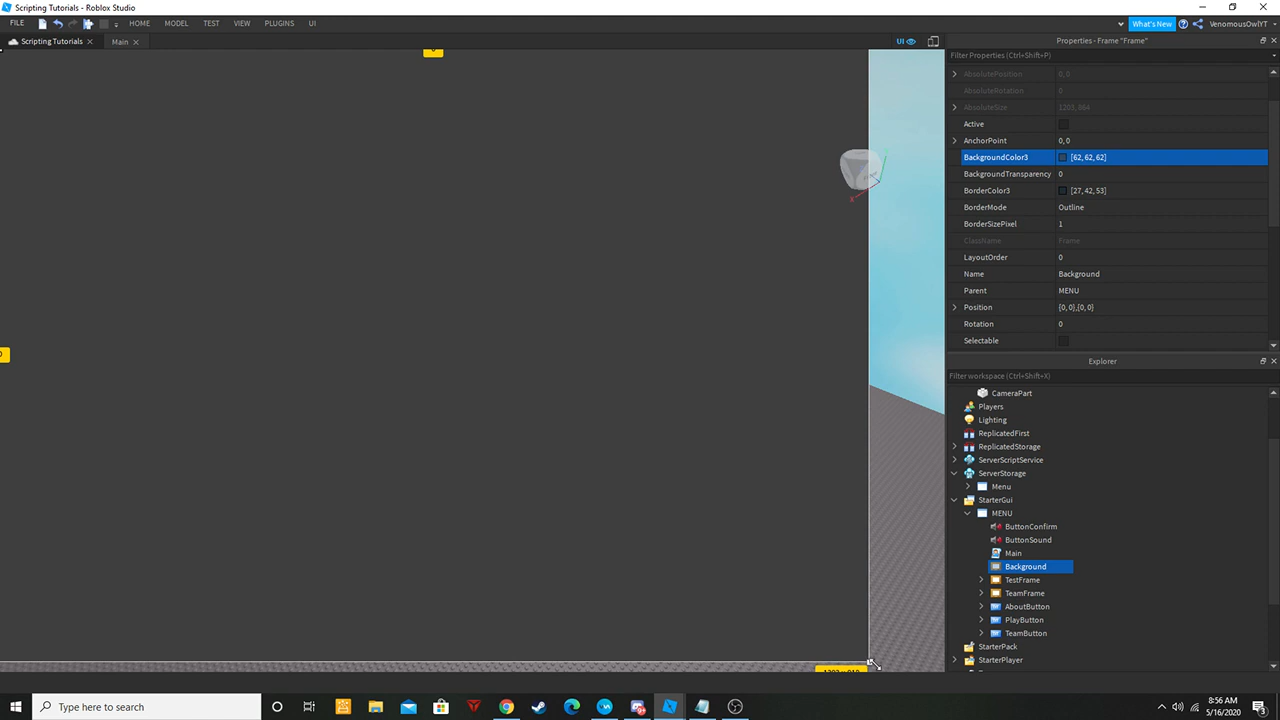 Scripting Tutorials - Roblox Studio
FILE HOME MODEL TEST VIEW PLUGINS UI What's New VenomousOwlYT
Scripting Tutorials Main UI
Properties - Frame "Frame"
Filter Properties (Ctrl+Shift+P)
AbsolutePosition 0, 0
AbsoluteRotation 0
AbsoluteSize 1203, 864
Active
AnchorPoint 0, 0
BackgroundColor3 [62, 62, 62]
BackgroundTransparency 0
BorderColor3 [27, 42, 53]
BorderMode Outline
BorderSizePixel 1
ClassName Frame
LayoutOrder 0
Name Background
Parent MENU
Position {0, 0},{0, 0}
Rotation 0
Selectable
Explorer
Filter workspace (Ctrl+Shift+X)
CameraPart
Players
Lighting
ReplicatedFirst
ReplicatedStorage
ServerScriptService
ServerStorage
Menu
StarterGui
MENU
ButtonConfirm
ButtonSound
Main
Background
TestFrame
TeamFrame
AboutButton
PlayButton
TeamButton
StarterPack
StarterPlayer
X
Type here to search
8:56 AM
5/16/2020